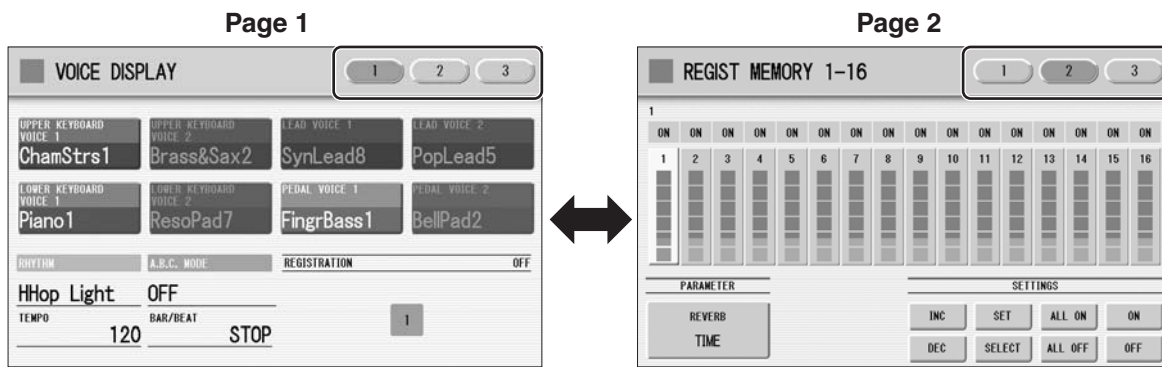 Page 1
VOICE DISPLAY
1 2 3
UPPER KEYBOARD VOICE 1
ChamStrs1
UPPER KEYBOARD VOICE 2
Brass&Sax2
LEAD VOICE 1
SynLead8
LEAD VOICE 2
PopLead5
LOWER KEYBOARD VOICE 1
Piano1
LOWER KEYBOARD VOICE 2
ResoPad7
PEDAL VOICE 1
FingrBass1
PEDAL VOICE 2
BellPad2
RHYTHM
HHop Light
A.B.C. MODE
OFF
REGISTRATION OFF
TEMPO
120
BAR/BEAT
STOP
1
Page 2
REGIST MEMORY 1-16
1 2 3
1
ON ON ON ON ON ON ON ON ON ON ON ON ON ON ON ON
1 2 3 4 5 6 7 8 9 10 11 12 13 14 15 16
PARAMETER
REVERB
TIME
SETTINGS
INC SET ALL ON ON
DEC SELECT ALL OFF OFF